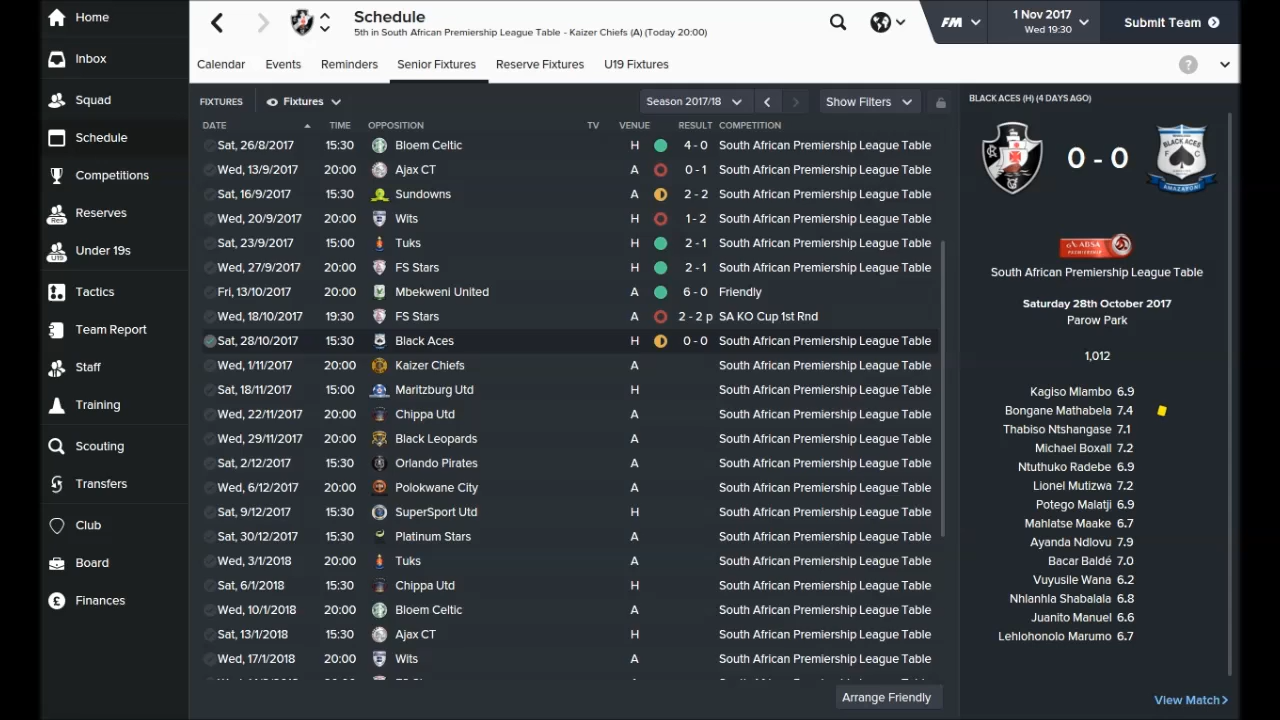 Home
Inbox
Squad
Schedule
Competitions
Res
Reserves
U19
Under 19s
Tactics
Team Report
Staff
Training
Scouting
Transfers
Club
Board
£
Finances
Schedule
5th in South African Premiership League Table - Kaizer Chiefs (A) (Today 20:00)
FM
1 Nov 2017
Wed 19:30
Submit Team
Calendar Events Reminders Senior Fixtures Reserve Fixtures U19 Fixtures
?
FIXTURES Fixtures Season 2017/18 Show Filters
DATE TIME OPPOSITION TV VENUE RESULT COMPETITION
Sat, 26/8/2017 15:30 Bloem Celtic H 4 - 0 South African Premiership League Table
Wed, 13/9/2017 20:00 Ajax CT A 0 - 1 South African Premiership League Table
Sat, 16/9/2017 15:30 Sundowns A 2 - 2 South African Premiership League Table
Wed, 20/9/2017 20:00 Wits H 1 - 2 South African Premiership League Table
Sat, 23/9/2017 15:00 Tuks H 2 - 1 South African Premiership League Table
Wed, 27/9/2017 20:00 FS Stars H 2 - 1 South African Premiership League Table
Fri, 13/10/2017 20:00 Mbekweni United A 6 - 0 Friendly
Wed, 18/10/2017 19:30 FS Stars A 2 - 2 p SA KO Cup 1st Rnd
Sat, 28/10/2017 15:30 Black Aces H 0 - 0 South African Premiership League Table
Wed, 1/11/2017 20:00 Kaizer Chiefs A South African Premiership League Table
Sat, 18/11/2017 15:00 Maritzburg Utd H South African Premiership League Table
Wed, 22/11/2017 20:00 Chippa Utd A South African Premiership League Table
Wed, 29/11/2017 20:00 Black Leopards A South African Premiership League Table
Sat, 2/12/2017 15:30 Orlando Pirates A South African Premiership League Table
Wed, 6/12/2017 20:00 Polokwane City A South African Premiership League Table
Sat, 9/12/2017 15:30 SuperSport Utd H South African Premiership League Table
Sat, 30/12/2017 15:30 Platinum Stars A South African Premiership League Table
Wed, 3/1/2018 20:00 Tuks A South African Premiership League Table
Sat, 6/1/2018 15:30 Chippa Utd H South African Premiership League Table
Wed, 10/1/2018 20:00 Bloem Celtic A South African Premiership League Table
Sat, 13/1/2018 15:30 Ajax CT H South African Premiership League Table
Wed, 17/1/2018 20:00 Wits A South African Premiership League Table
Arrange Friendly
BLACK ACES (H) (4 DAYS AGO)
0 - 0
BLACK ACES
F C
AMAZAYONI
ABSA
PREMIERSHIP
South African Premiership League Table
Saturday 28th October 2017
Parow Park
1,012
Kagiso Mlambo 6.9
Bongane Mathabela 7.4
Thabiso Ntshangase 7.1
Michael Boxall 7.2
Ntuthuko Radebe 6.9
Lionel Mutizwa 7.2
Potego Malatji 6.9
Mahlatse Maake 6.7
Ayanda Ndlovu 7.9
Bacar Baldé 7.0
Vuyusile Wana 6.2
Nhlanhla Shabalala 6.8
Juanito Manuel 6.6
Lehlohonolo Marumo 6.7
View Match